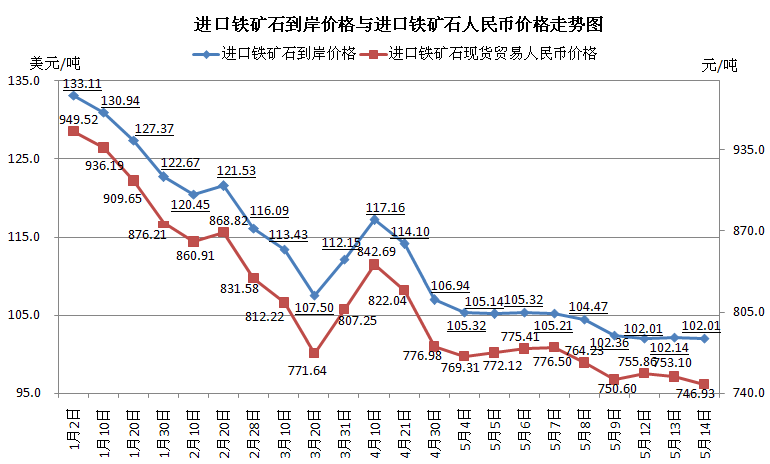 进口铁矿石到岸价格与进口铁矿石人民币价格走势图
进口铁矿石到岸价格 进口铁矿石现货贸易人民币价格
美元/吨
元/吨
135.0
125.0
115.0
105.0
95.0
935.0
870.0
805.0
740.0
133.11
130.94
127.37
122.67
120.45
121.53
116.09
113.43
107.50
112.15
117.16
114.10
106.94
105.32
105.14
105.32
105.21
104.47
102.36
102.01
102.14
102.01
949.52
936.19
909.65
876.21
860.91
868.82
831.58
812.22
771.64
807.25
842.69
822.04
776.98
769.31
772.12
775.41
776.50
764.23
750.60
755.86
753.10
746.93
1月2日
1月10日
1月20日
1月30日
2月10日
2月20日
2月28日
3月10日
3月20日
3月31日
4月10日
4月21日
4月30日
5月4日
5月5日
5月6日
5月7日
5月8日
5月9日
5月12日
5月13日
5月14日